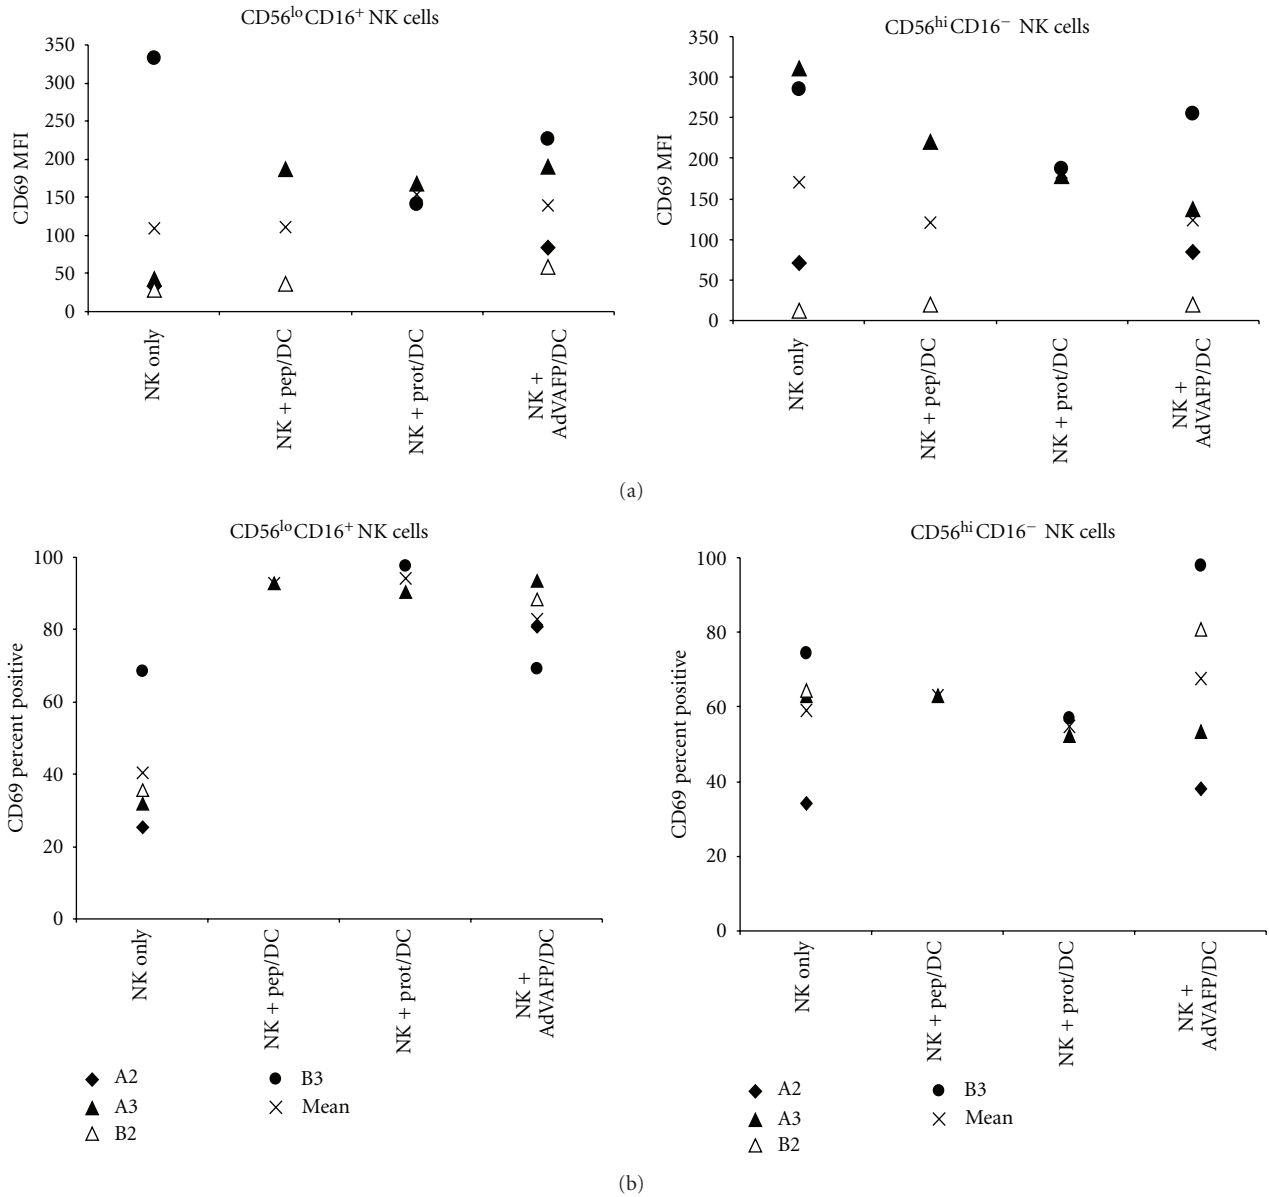 CD56loCD16+ NK cells
350
300
250
200
150
100
50
0
CD69 MFI
NK only
NK + pep/DC
NK + prot/DC
NK +
AdVAFP/DC
CD56hiCD16− NK cells
350
300
250
200
150
100
50
0
CD69 MFI
NK only
NK + pep/DC
NK + prot/DC
NK +
AdVAFP/DC
(a)
CD56loCD16+ NK cells
100
80
60
40
20
0
CD69 percent positive
NK only
NK + pep/DC
NK + prot/DC
NK +
AdVAFP/DC
A2
A3
B2
B3
Mean
CD56hiCD16− NK cells
100
80
60
40
20
0
CD69 percent positive
NK only
NK + pep/DC
NK + prot/DC
NK +
AdVAFP/DC
A2
A3
B2
B3
Mean
(b)